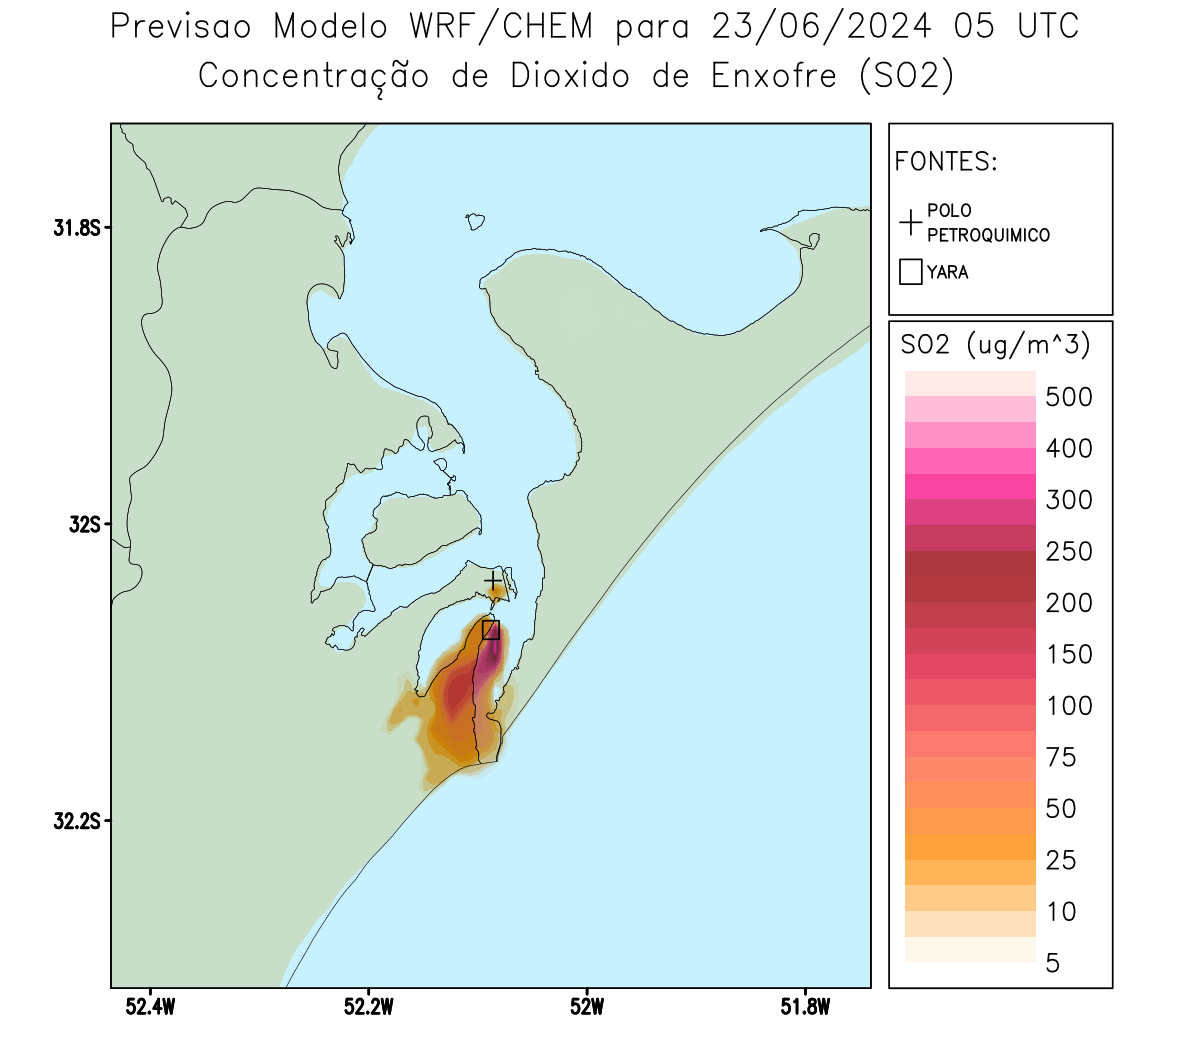 Previsao Modelo WRF/CHEM para 23/06/2024 05 UTC
Concentração de Dioxido de Enxofre (SO2)
FONTES:
POLO
PETROQUIMICO
YARA
31.8S
32S
32.2S
52.4W
52.2W
52W
51.8W
SO2 (ug/m^3)
500
400
300
250
200
150
100
75
50
25
10
5